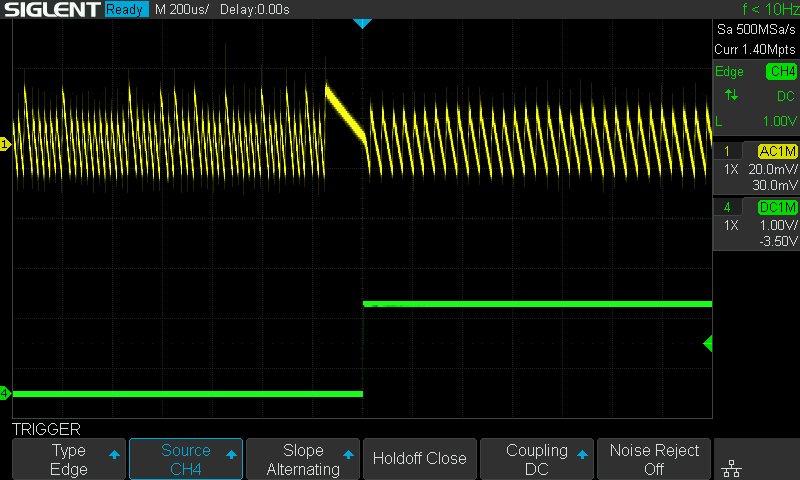 SIGLENT Ready M 200us/ Delay:0.00s f < 10Hz
Sa 500MSa/s
Curr 1.40Mpts
Edge CH4
DC
L 1.00V
1 AC1M
1X 20.0mV/
30.0mV
4 DC1M
1X 1.00V/
-3.50V
1
4
TRIGGER
Type
Edge
Source
CH4
Slope
Alternating
Holdoff Close
Coupling
DC
Noise Reject
Off